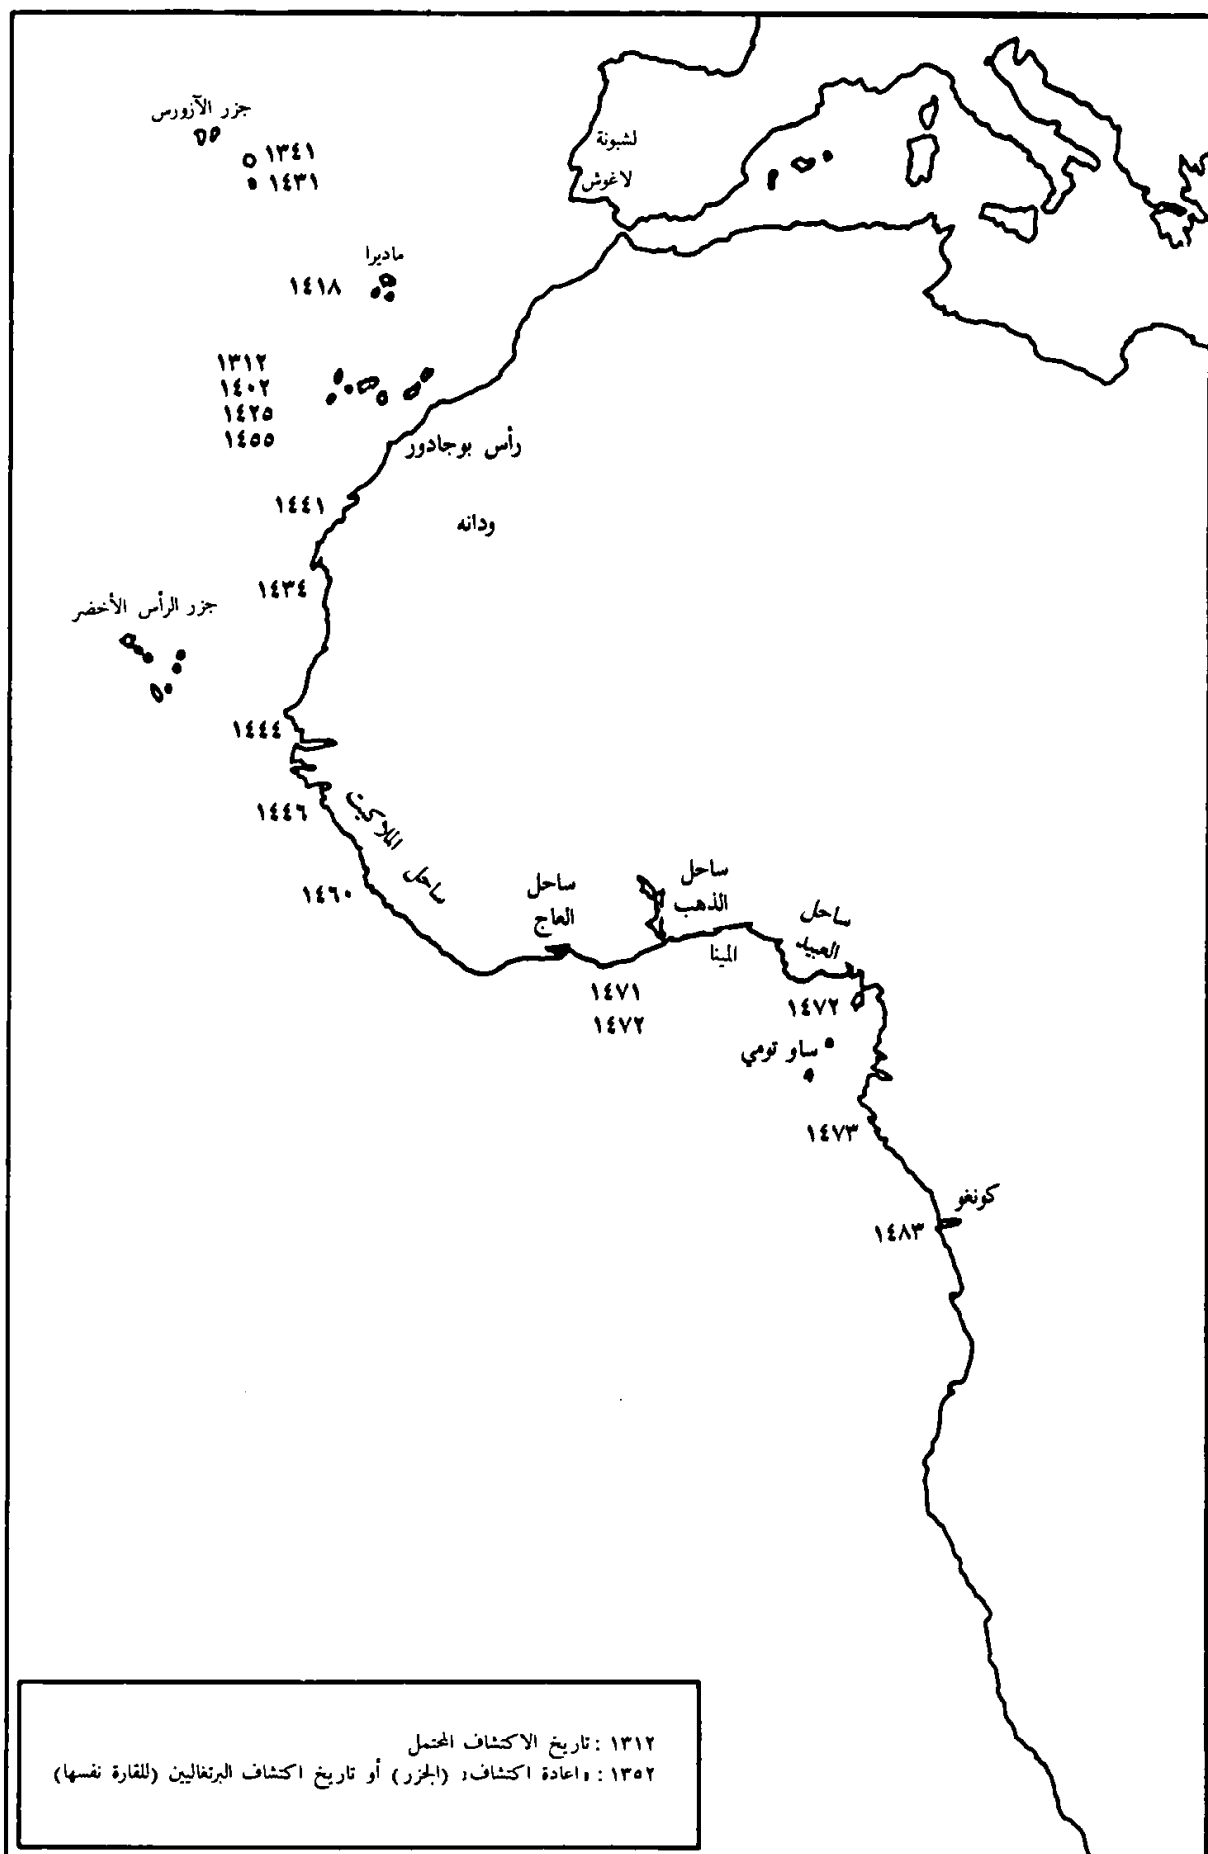 جزر الآزورس
١٣٤١
١٤٣١
لشبونة
لاغوش
ماديرا
١٤١٨
١٣١٢
١٤٠٢
١٤٢٥
١٤٥٥
رأس بوجادور
١٤٤١
ودانه
١٤٣٤
جزر الرأس الأخضر
١٤٤٤
١٤٤٦
ساحل الملاكيت
١٤٦٠
ساحل
العاج
ساحل
الذهب
المينا
ساحل
العبيد
١٤٧١
١٤٧٢
١٤٧٢
ساو تومي
١٤٧٣
كونغو
١٤٨٣
١٣١٢ : تاريخ الاكتشاف المحتمل
١٣٥٢ : «اعادة اكتشاف» (الجزر) أو تاريخ اكتشاف البرتغاليين (للقارة نفسها)